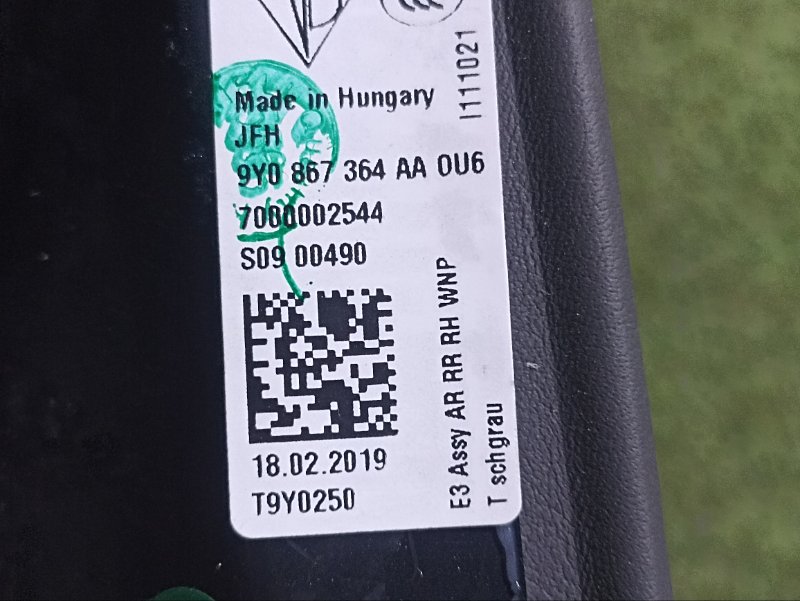 Made in Hungary
JFH
9Y0 867 364 AA 0U6
7000002544
S09 00490
18.02.2019
T9Y0250
I111021
E3 Assy AR RR RH WNP
T schgrau